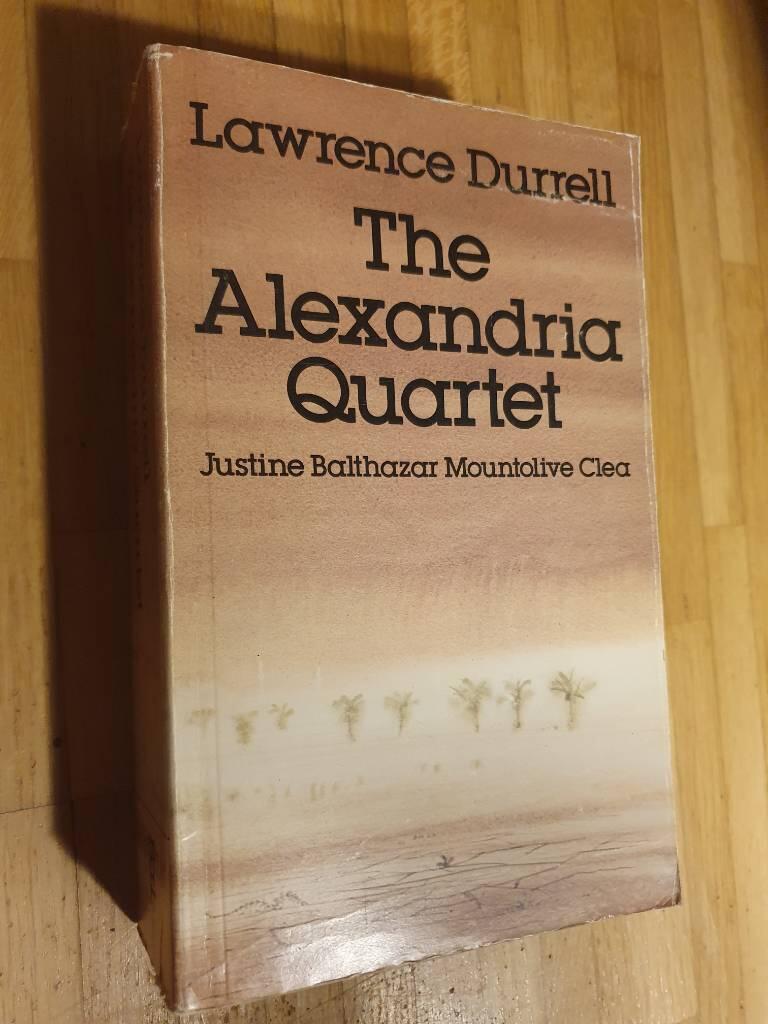 Lawrence Durrell
The
Alexandria
Quartet
Justine Balthazar Mountolive Clea